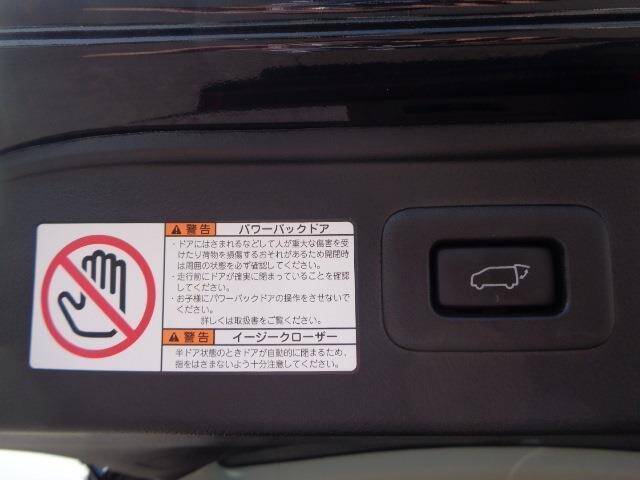 警告 パワーバックドア
・ドアにはさまれるなどして人が重大な傷害を受
けたり荷物を損傷するおそれがあるため開閉時
は周囲の状態を必ず確認してください。
・走行前にドアが確実に閉まっていることを確認
してください。
・お子様にパワーバックドアの操作をさせないで
ください。
詳しくは取扱書をご覧ください。
警告 イージークローザー
半ドア状態のときドアが自動的に閉まるため、
指をはさまないよう十分注意してください。